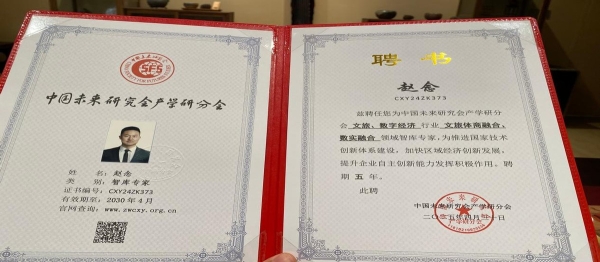 中国未来研究会产学研分会
SFS
姓名：赵念
类别：智库专家
证书编号：CXY24ZK373
有效期至：2030年4月
官网查询：www.zwcxy.org.cn
聘书
赵念
CXY24ZK373
兹聘任您为中国未来研究会产学研分
会 文旅、数字经济 行业 文旅体商融合、
数实融合 领域智库专家，为推进国家技术
创新体系建设，加快区域经济创新发展、
提升企业自主创新能力发挥积极作用。聘
期 五 年。
此聘
中国未来研究会产学研分会
产学研分会